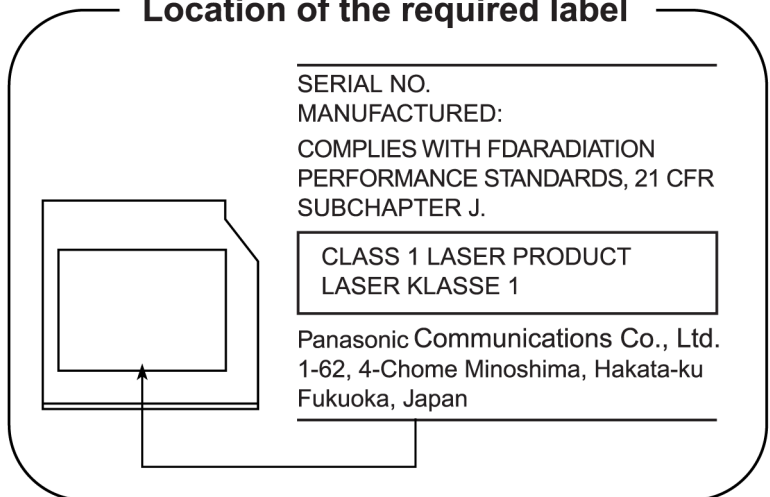 Location of the required label
SERIAL NO.
MANUFACTURED:
COMPLIES WITH FDARADIATION
PERFORMANCE STANDARDS, 21 CFR
SUBCHAPTER J.
CLASS 1 LASER PRODUCT
LASER KLASSE 1
Panasonic Communications Co., Ltd.
1-62, 4-Chome Minoshima, Hakata-ku
Fukuoka, Japan